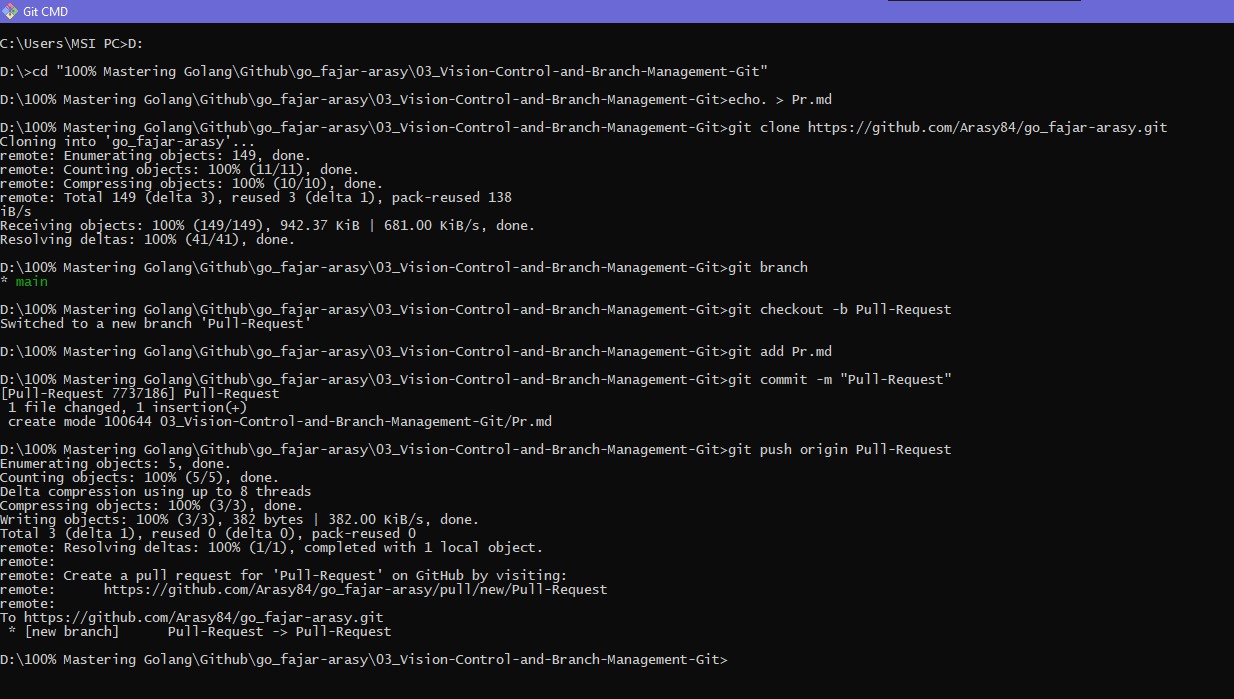 Git CMD
C:\Users\MSI PC>D:
D:\>cd "100% Mastering Golang\Github\go_fajar-arasy\03_Vision-Control-and-Branch-Management-Git"
D:\100% Mastering Golang\Github\go_fajar-arasy\03_Vision-Control-and-Branch-Management-Git>echo. > Pr.md
D:\100% Mastering Golang\Github\go_fajar-arasy\03_Vision-Control-and-Branch-Management-Git>git clone https://github.com/Arasy84/go_fajar-arasy.git
Cloning into 'go_fajar-arasy'...
remote: Enumerating objects: 149, done.
remote: Counting objects: 100% (11/11), done.
remote: Compressing objects: 100% (10/10), done.
remote: Total 149 (delta 3), reused 3 (delta 1), pack-reused 138
iB/s
Receiving objects: 100% (149/149), 942.37 KiB | 681.00 KiB/s, done.
Resolving deltas: 100% (41/41), done.
D:\100% Mastering Golang\Github\go_fajar-arasy\03_Vision-Control-and-Branch-Management-Git>git branch
* main
D:\100% Mastering Golang\Github\go_fajar-arasy\03_Vision-Control-and-Branch-Management-Git>git checkout -b Pull-Request
Switched to a new branch 'Pull-Request'
D:\100% Mastering Golang\Github\go_fajar-arasy\03_Vision-Control-and-Branch-Management-Git>git add Pr.md
D:\100% Mastering Golang\Github\go_fajar-arasy\03_Vision-Control-and-Branch-Management-Git>git commit -m "Pull-Request"
[Pull-Request 7737186] Pull-Request
 1 file changed, 1 insertion(+)
 create mode 100644 03_Vision-Control-and-Branch-Management-Git/Pr.md
D:\100% Mastering Golang\Github\go_fajar-arasy\03_Vision-Control-and-Branch-Management-Git>git push origin Pull-Request
Enumerating objects: 5, done.
Counting objects: 100% (5/5), done.
Delta compression using up to 8 threads
Compressing objects: 100% (3/3), done.
Writing objects: 100% (3/3), 382 bytes | 382.00 KiB/s, done.
Total 3 (delta 1), reused 0 (delta 0), pack-reused 0
remote: Resolving deltas: 100% (1/1), completed with 1 local object.
remote:
remote: Create a pull request for 'Pull-Request' on GitHub by visiting:
remote:      https://github.com/Arasy84/go_fajar-arasy/pull/new/Pull-Request
remote:
To https://github.com/Arasy84/go_fajar-arasy.git
 * [new branch]      Pull-Request -> Pull-Request
D:\100% Mastering Golang\Github\go_fajar-arasy\03_Vision-Control-and-Branch-Management-Git>